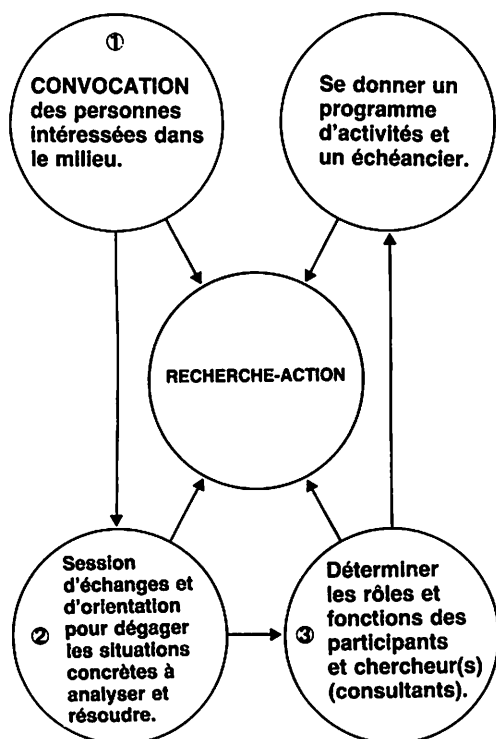 ①
CONVOCATION
des personnes
intéressées dans
le milieu.
Se donner un
programme
d'activités et
un échéancier.
RECHERCHE-ACTION
Session
d'échanges et
d'orientation
② pour dégager
les situations
concrètes à
analyser et
résoudre.
Déterminer
les rôles et
fonctions des
③ participants
et chercheur(s)
(consultants).